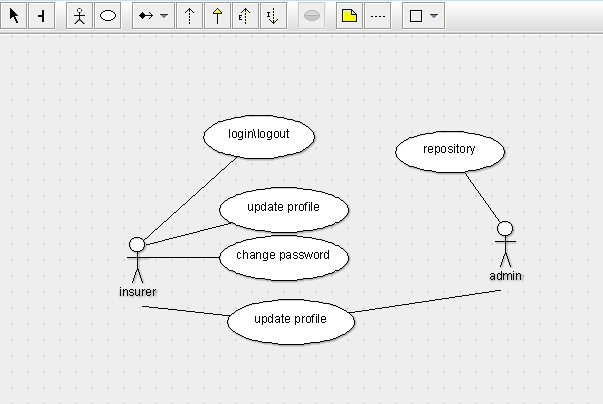 login\logout
repository
update profile
change password
insurer
admin
update profile